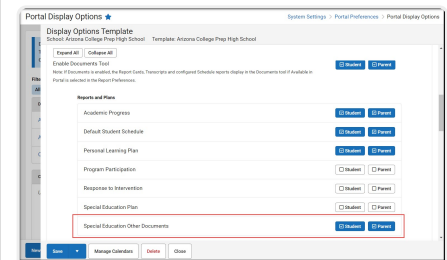 Portal Display Options ★
System Settings > Portal Preferences > Portal Display Options
Display Options Template
School: Arizona College Prep High School Template: Arizona College Prep High School
Expand All Collapse All
Enable Documents Tool
Student Parent
Note: If Documents is enabled, the Report Cards, Transcripts and configured Schedule reports display in the Documents tool if Available in
Portal is selected in the Report Preferences.
Reports and Plans
Academic Progress Student Parent
Default Student Schedule Student Parent
Personal Learning Plan Student Parent
Program Participation Student Parent
Response to Intervention Student Parent
Special Education Plan Student Parent
Special Education Other Documents Student Parent
New Save Manage Calendars Delete Close